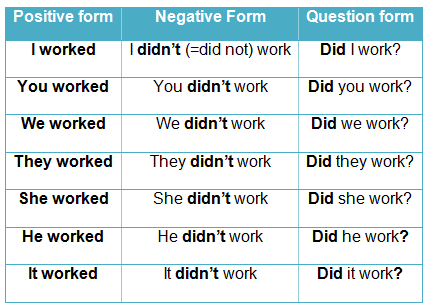 Positive form Negative Form Question form
I worked I didn't (=did not) work Did I work?
You worked You didn't work Did you work?
We worked We didn't work Did we work?
They worked They didn't work Did they work?
She worked She didn't work Did she work?
He worked He didn't work Did he work?
It worked It didn't work Did it work?